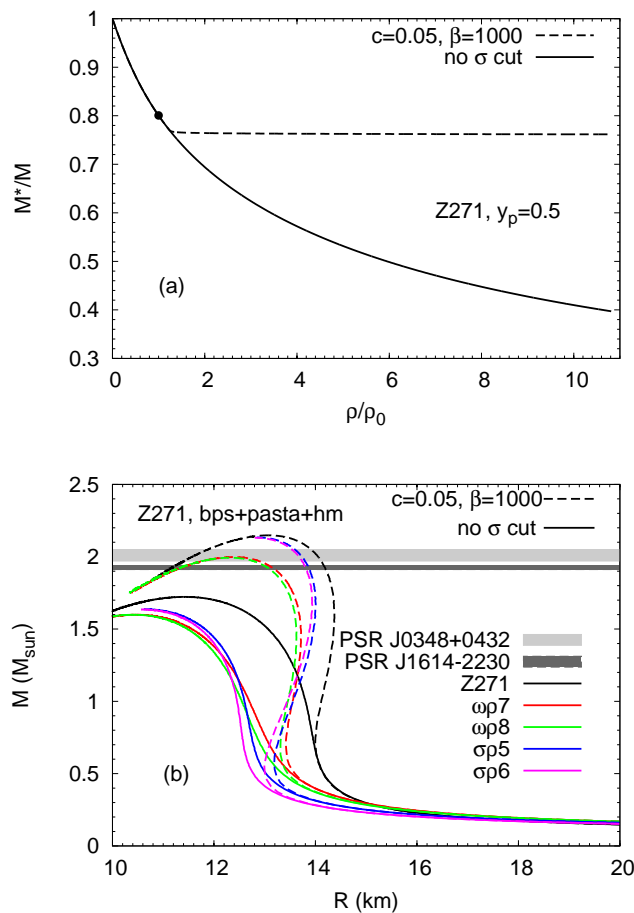 1
0.9
0.8
0.7
0.6
0.5
0.4
0.3
M*/M
c=0.05, β=1000
no σ cut
Z271, y_p=0.5
(a)
0 2 4 6 8 10
ρ/ρ_0
2.5
2
1.5
1
0.5
0
M (M_sun)
Z271, bps+pasta+hm
c=0.05, β=1000
no σ cut
PSR J0348+0432
PSR J1614-2230
Z271
ωρ7
ωρ8
σρ5
σρ6
(b)
10 12 14 16 18 20
R (km)